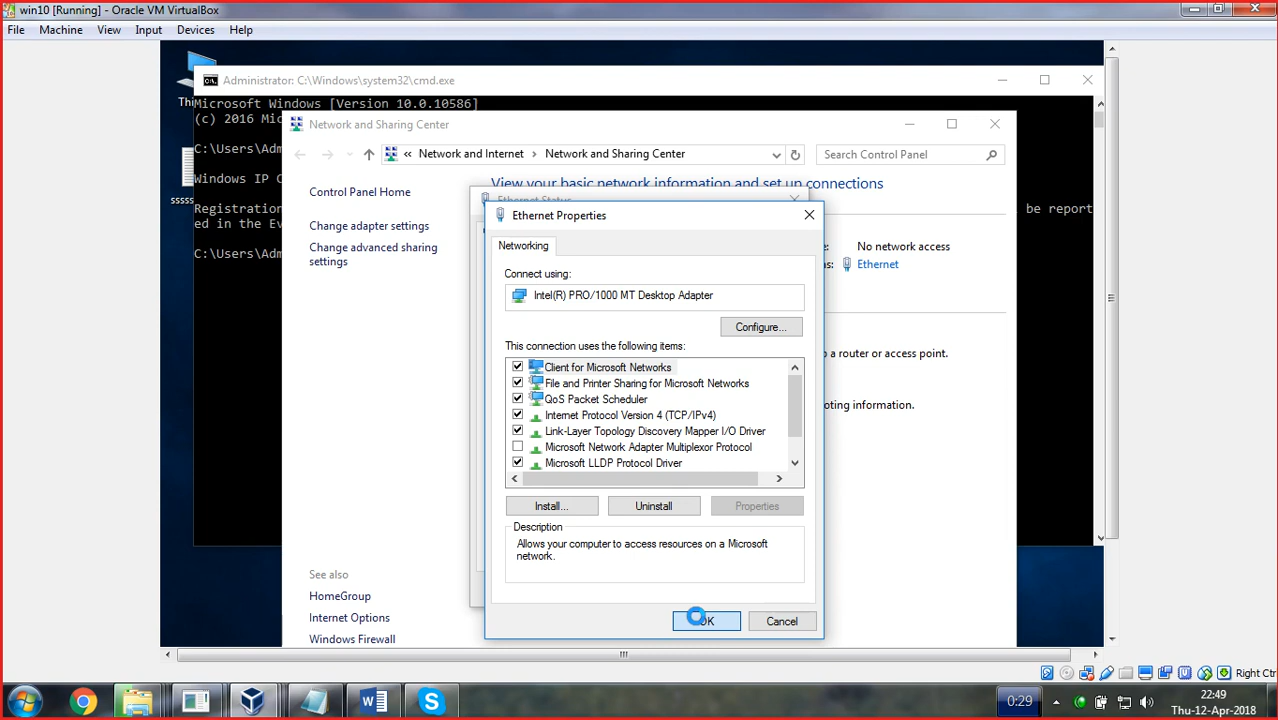 win10 [Running] - Oracle VM VirtualBox
File Machine View Input Devices Help
Administrator: C:\Windows\system32\cmd.exe
Microsoft Windows [Version 10.0.10586]
(c) 2016 Mic
Network and Sharing Center
« Network and Internet > Network and Sharing Center
Search Control Panel
C:\Users\Adm
Windows IP C
Registration
be report
ed in the Ev
C:\Users\Adm
Control Panel Home
Change adapter settings
Change advanced sharing
settings
View your basic network information and set up connections
Ethernet Status
No network access
Ethernet
Ethernet Properties
Networking
Connect using:
Intel(R) PRO/1000 MT Desktop Adapter
Configure...
This connection uses the following items:
Client for Microsoft Networks
File and Printer Sharing for Microsoft Networks
QoS Packet Scheduler
Internet Protocol Version 4 (TCP/IPv4)
Link-Layer Topology Discovery Mapper I/O Driver
Microsoft Network Adapter Multiplexor Protocol
Microsoft LLDP Protocol Driver
Install... Uninstall Properties
Description
Allows your computer to access resources on a Microsoft
network.
OK Cancel
a router or access point.
oting information.
See also
HomeGroup
Internet Options
Windows Firewall
Right Ctr
0:29
22:49
Thu-12-Apr-2018